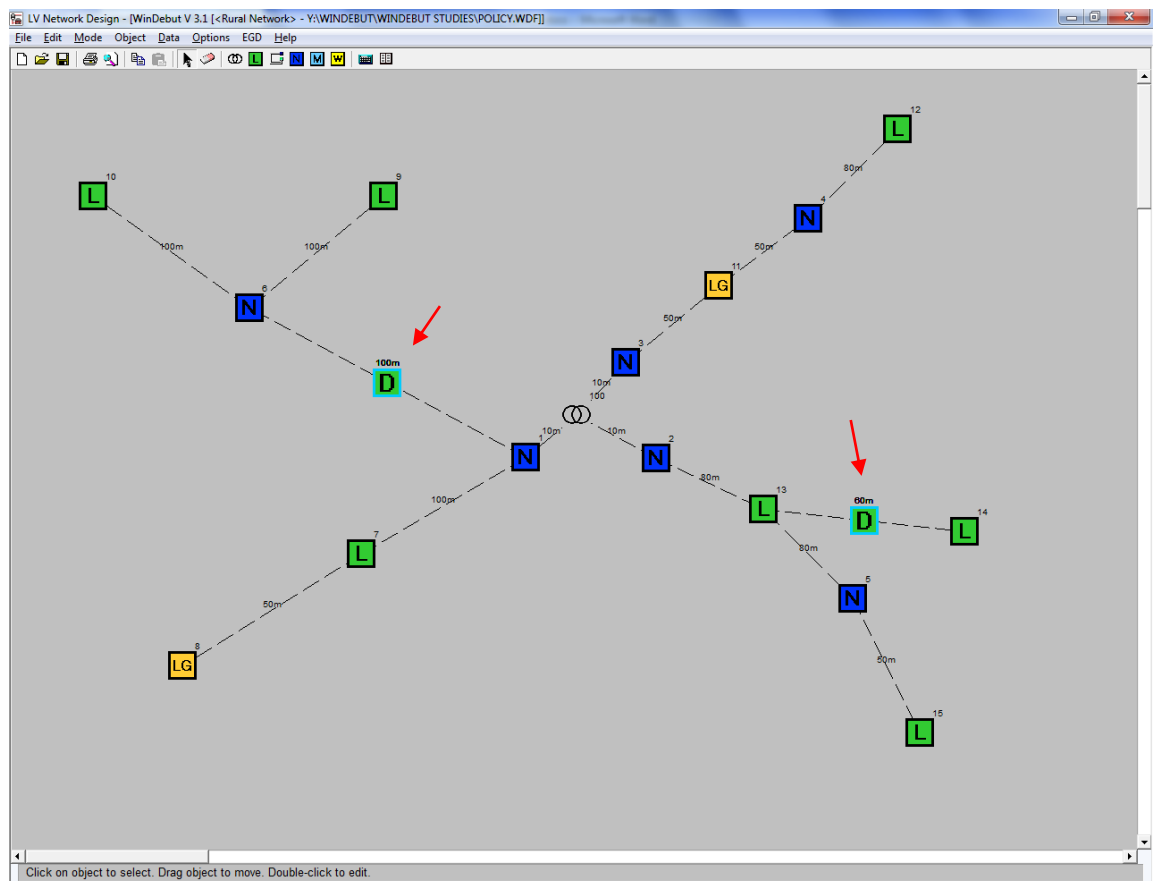 LV Network Design - [WinDebut V 3.1 [<Rural Network> - Y:\WINDEBUT\WINDEBUT STUDIES\POLICY.WDF]]
File Edit Mode Object Data Options EGD Help
L N M W
12
L
80m
10
L
9
L
4
N
100m
100m
50m
11
LG
6
N
50m
3
N
100m
D
10m
100
10m
1
N
10m
2
N
80m
100m
13
L
60m
D
14
L
7
L
80m
5
N
50m
50m
8
LG
15
L
Click on object to select. Drag object to move. Double-click to edit.